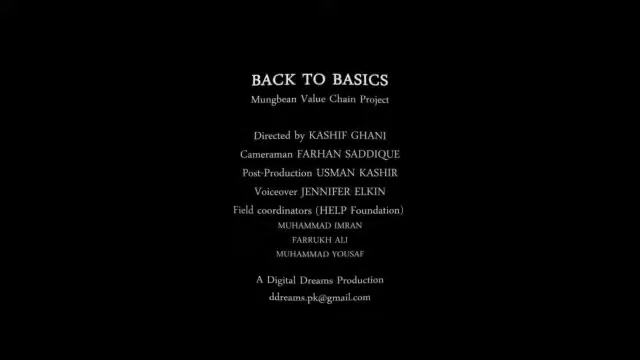 BACK TO BASICS
Mungbean Value Chain Project
Directed by KASHIF GHANI
Cameraman FARHAN SADDIQUE
Post-Production USMAN KASHIR
Voiceover JENNIFER ELKIN
Field coordinators (HELP Foundation)
MUHAMMAD IMRAN
FARRUKH ALI
MUHAMMAD YOUSAF
A Digital Dreams Production
ddreams.pk@gmail.com